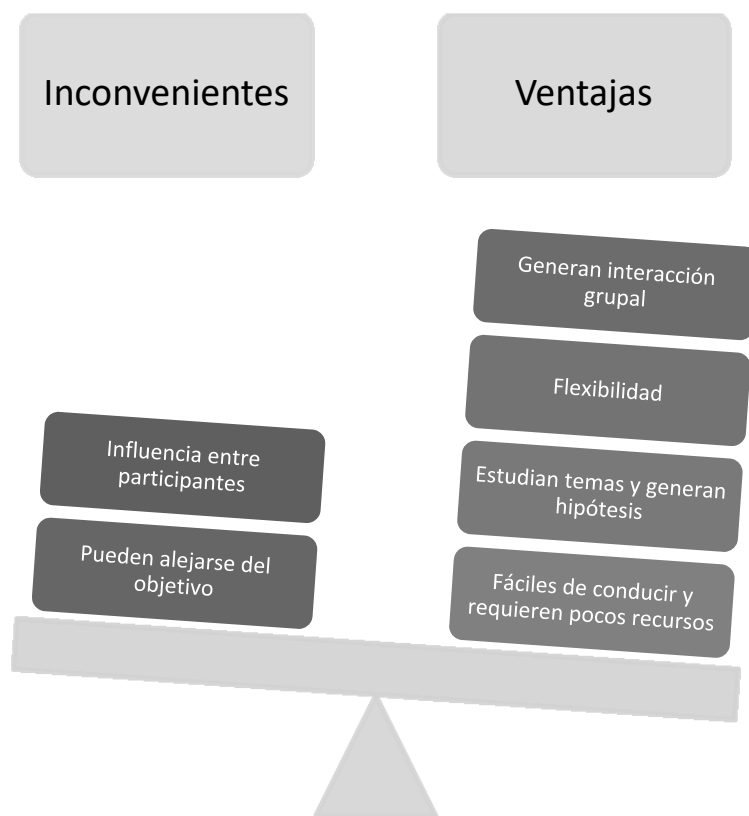 Inconvenientes
Ventajas
Generan interacción
grupal
Flexibilidad
Estudian temas y generan
hipótesis
Fáciles de conducir y
requieren pocos recursos
Influencia entre
participantes
Pueden alejarse del
objetivo